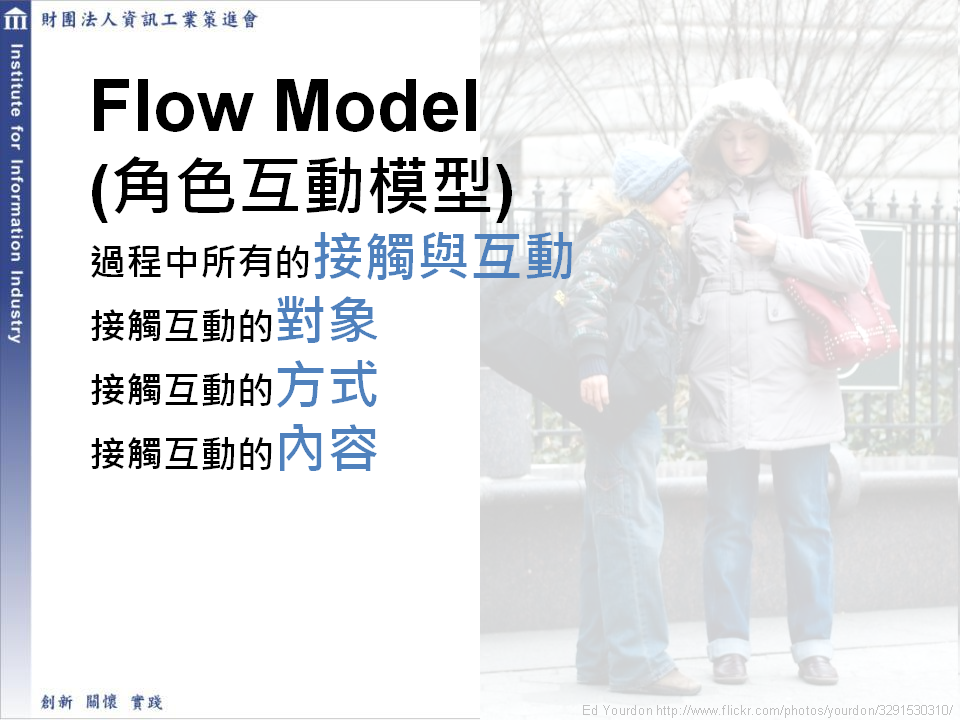 財團法人資訊工業策進會
Institute for Information Industry
Flow Model
(角色互動模型)
過程中所有的接觸與互動
接觸互動的對象
接觸互動的方式
接觸互動的內容
創新 關懷 實踐
Ed Yourdon http://www.flickr.com/photos/yourdon/3291530310/